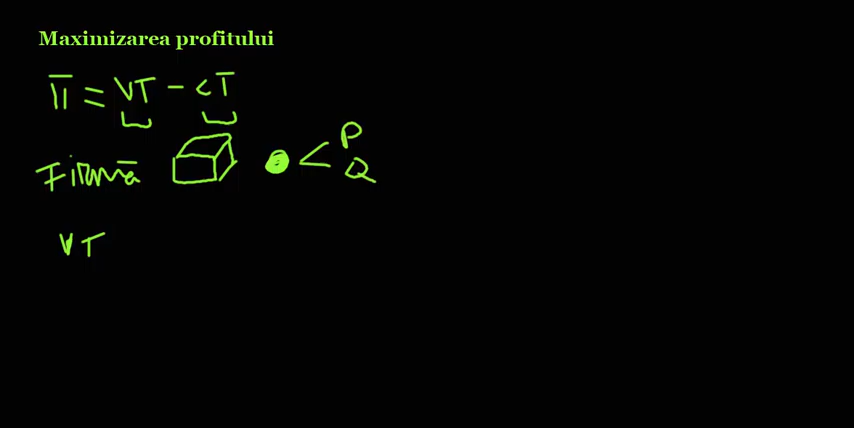 Maximizarea profitului
π = VT - CT
Firmă < P
Q
VT